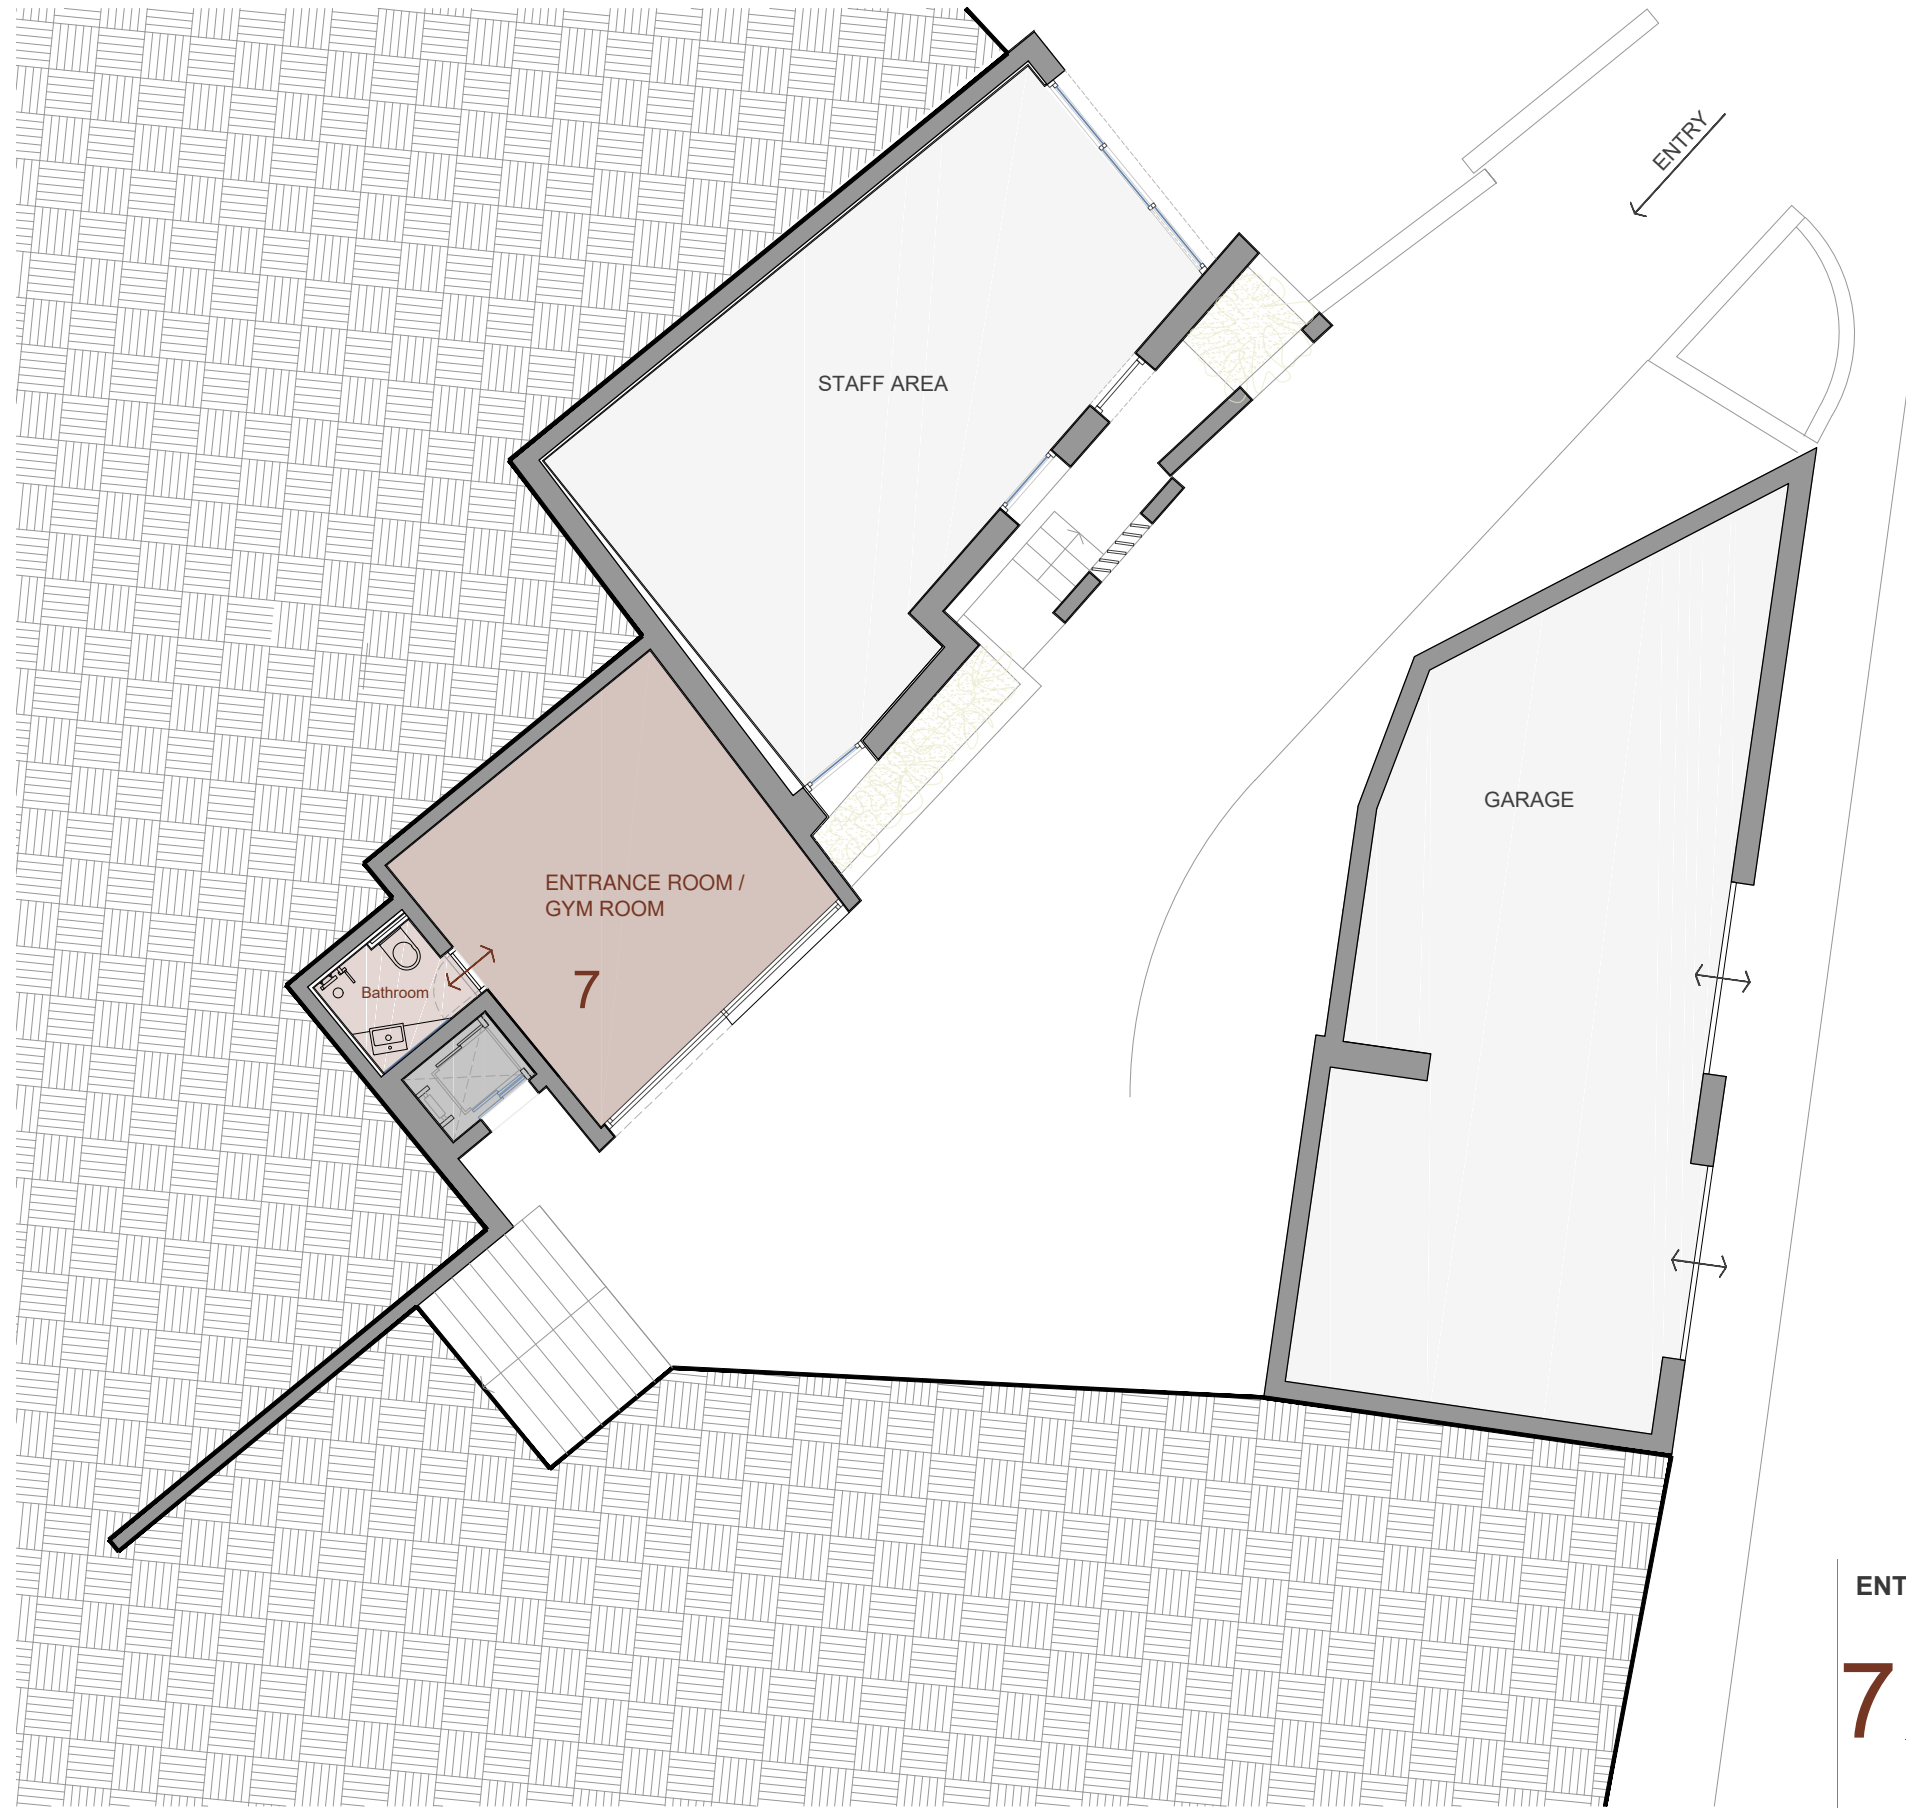 ENTRY
STAFF AREA
GARAGE
ENTRANCE ROOM /
GYM ROOM
7
Bathroom
ENT
7